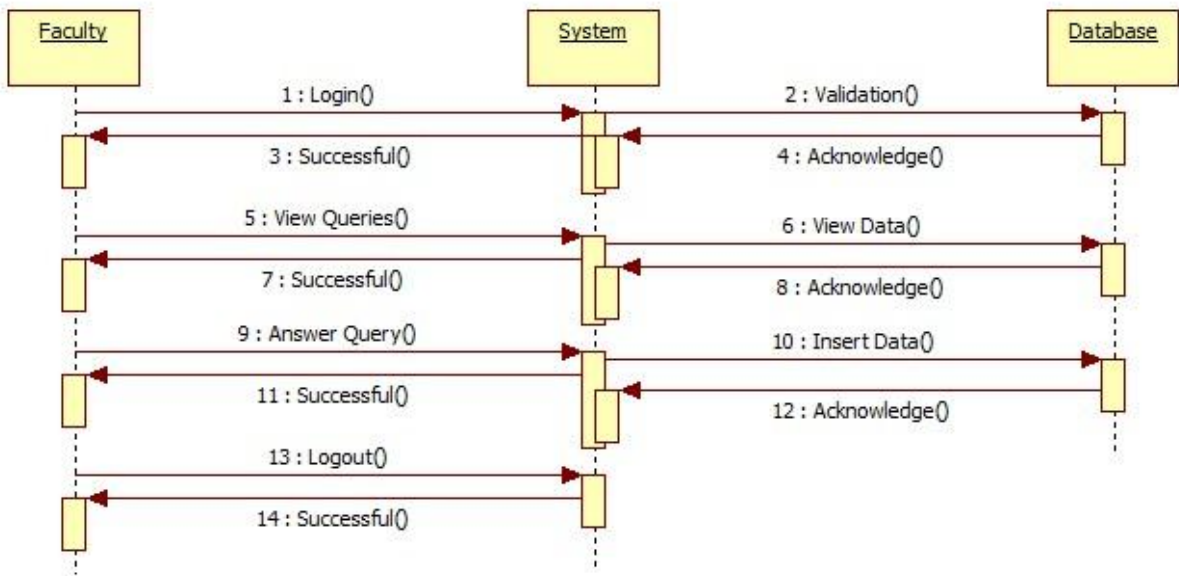 Faculty
System
Database
1 : Login()
2 : Validation()
3 : Successful()
4 : Acknowledge()
5 : View Queries()
6 : View Data()
7 : Successful()
8 : Acknowledge()
9 : Answer Query()
10 : Insert Data()
11 : Successful()
12 : Acknowledge()
13 : Logout()
14 : Successful()